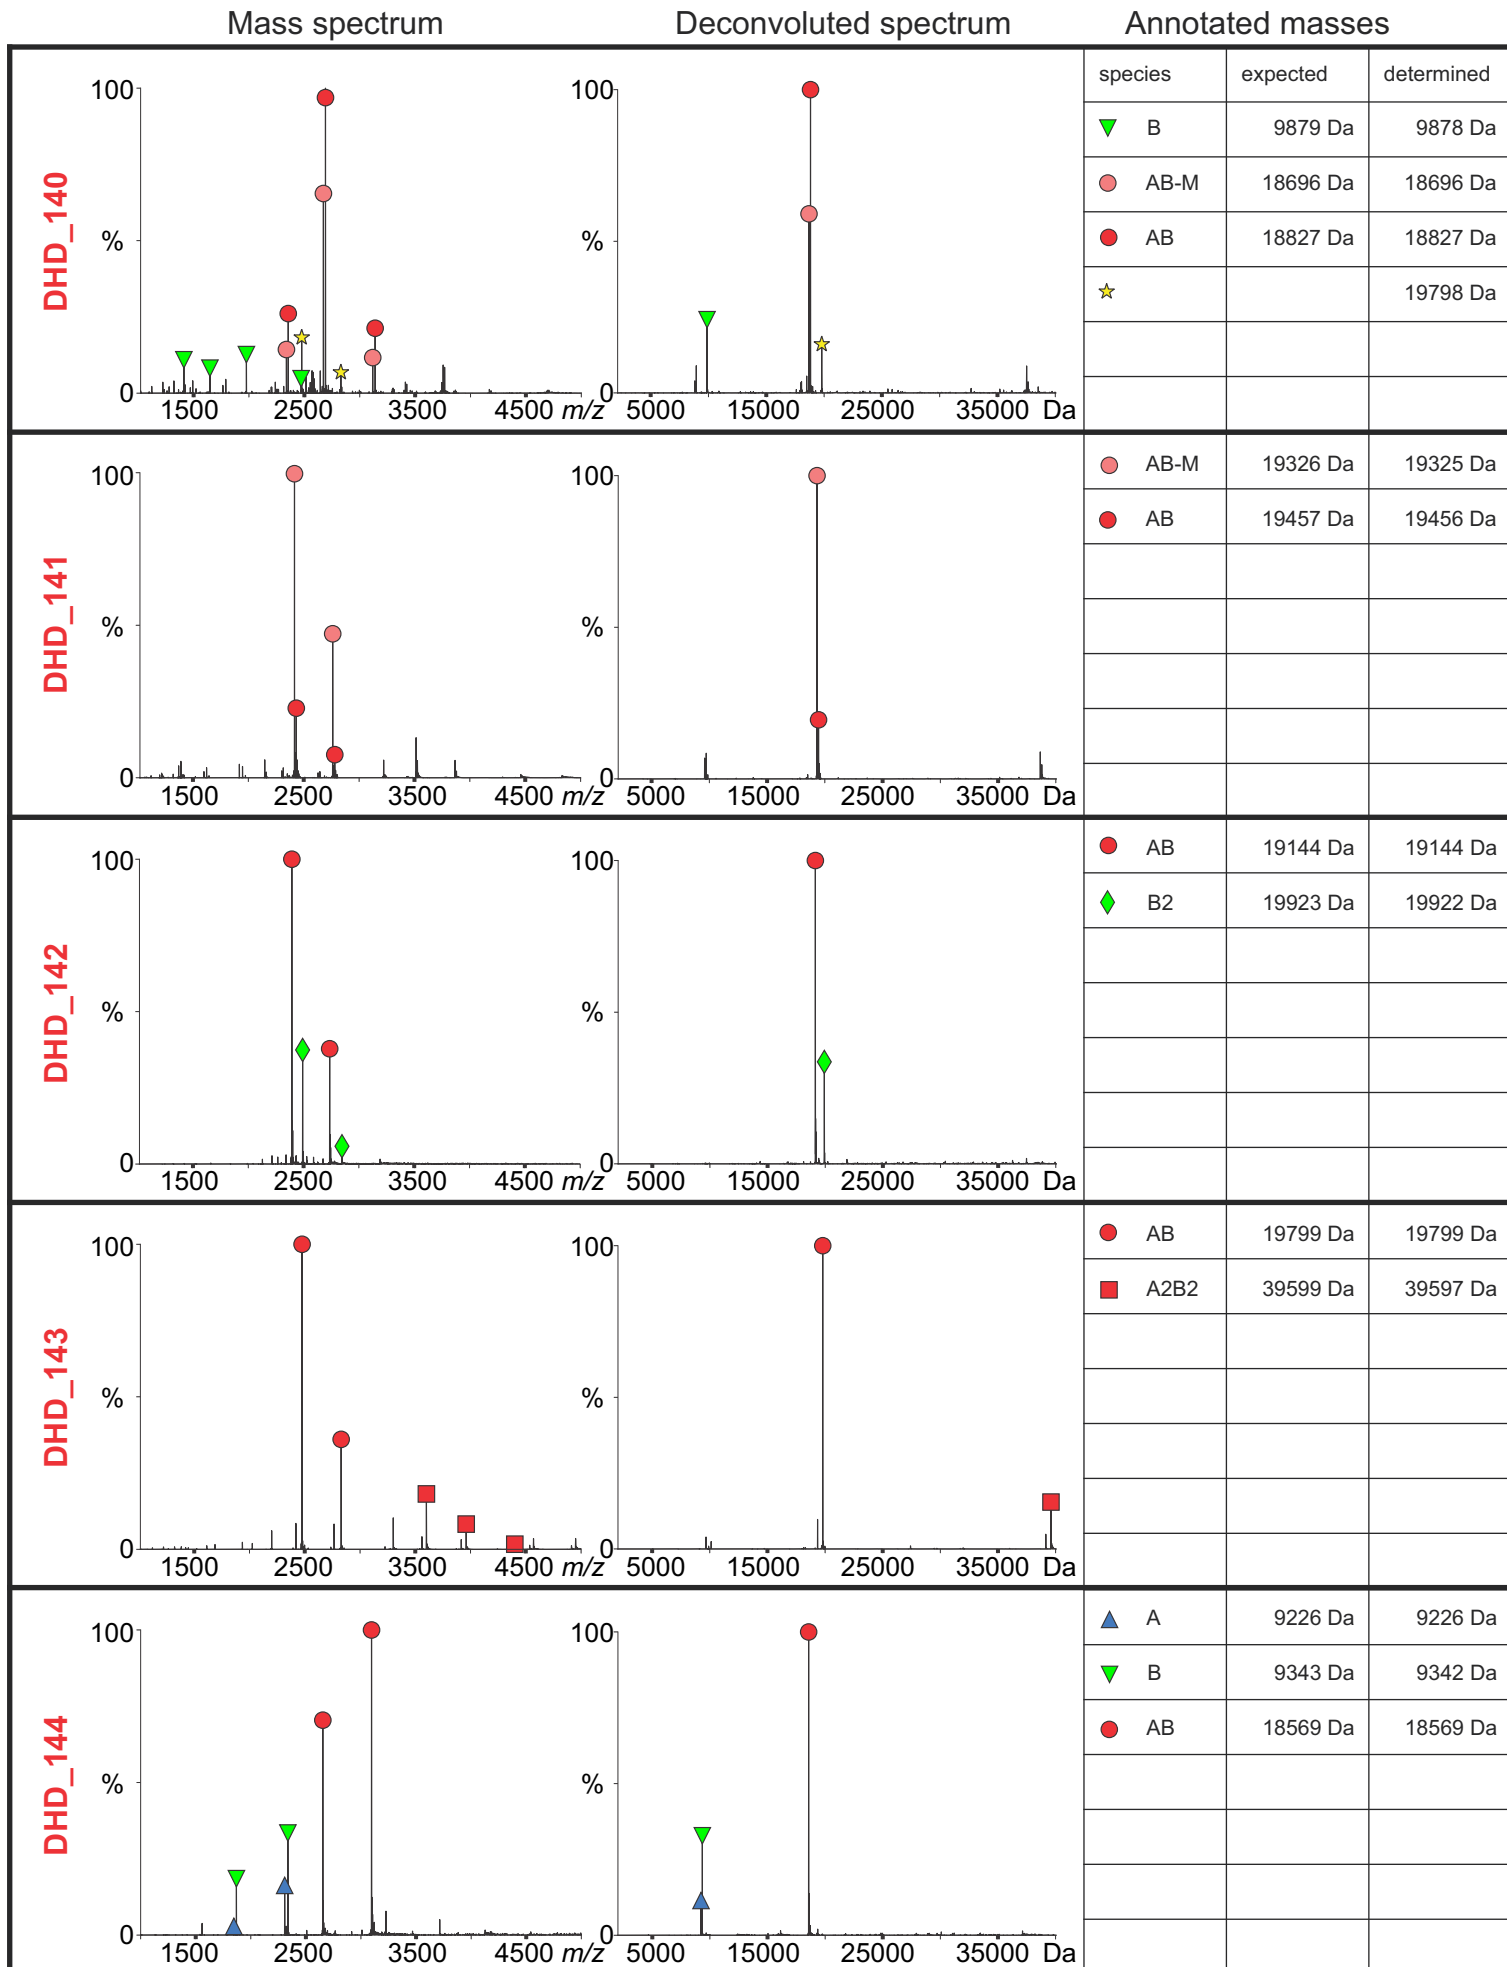 Mass spectrum Deconvoluted spectrum Annotated masses
DHD_140
100
%
0
1500 2500 3500 4500 m/z
100
%
0
5000 15000 25000 35000 Da
species expected determined
B 9879 Da 9878 Da
AB-M 18696 Da 18696 Da
AB 18827 Da 18827 Da
19798 Da
DHD_141
100
%
0
1500 2500 3500 4500 m/z
100
%
0
5000 15000 25000 35000 Da
AB-M 19326 Da 19325 Da
AB 19457 Da 19456 Da
DHD_142
100
%
0
1500 2500 3500 4500 m/z
100
%
0
5000 15000 25000 35000 Da
AB 19144 Da 19144 Da
B2 19923 Da 19922 Da
DHD_143
100
%
0
1500 2500 3500 4500 m/z
100
%
0
5000 15000 25000 35000 Da
AB 19799 Da 19799 Da
A2B2 39599 Da 39597 Da
DHD_144
100
%
0
1500 2500 3500 4500 m/z
100
%
0
5000 15000 25000 35000 Da
A 9226 Da 9226 Da
B 9343 Da 9342 Da
AB 18569 Da 18569 Da